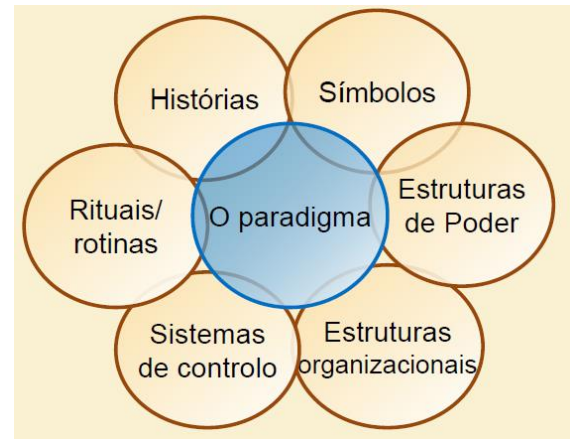 Histórias
Símbolos
Rituais/
rotinas
O paradigma
Estruturas
de Poder
Sistemas
de controlo
Estruturas
organizacionais